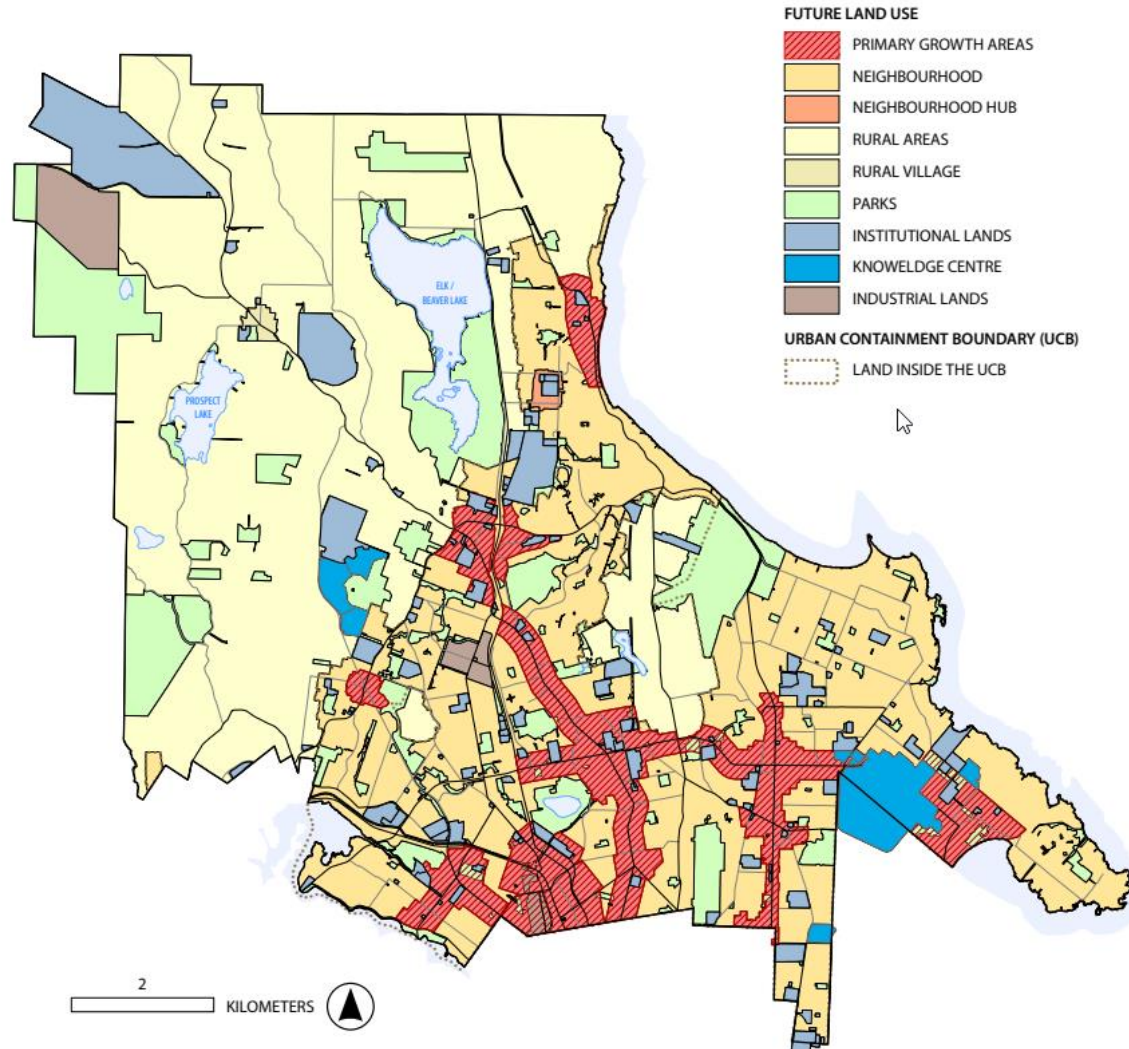 FUTURE LAND USE
PRIMARY GROWTH AREAS
NEIGHBOURHOOD
NEIGHBOURHOOD HUB
RURAL AREAS
RURAL VILLAGE
PARKS
INSTITUTIONAL LANDS
KNOWELDGE CENTRE
INDUSTRIAL LANDS
URBAN CONTAINMENT BOUNDARY (UCB)
LAND INSIDE THE UCB
ELK /
BEAVER LAKE
PROSPECT
LAKE
2
KILOMETERS